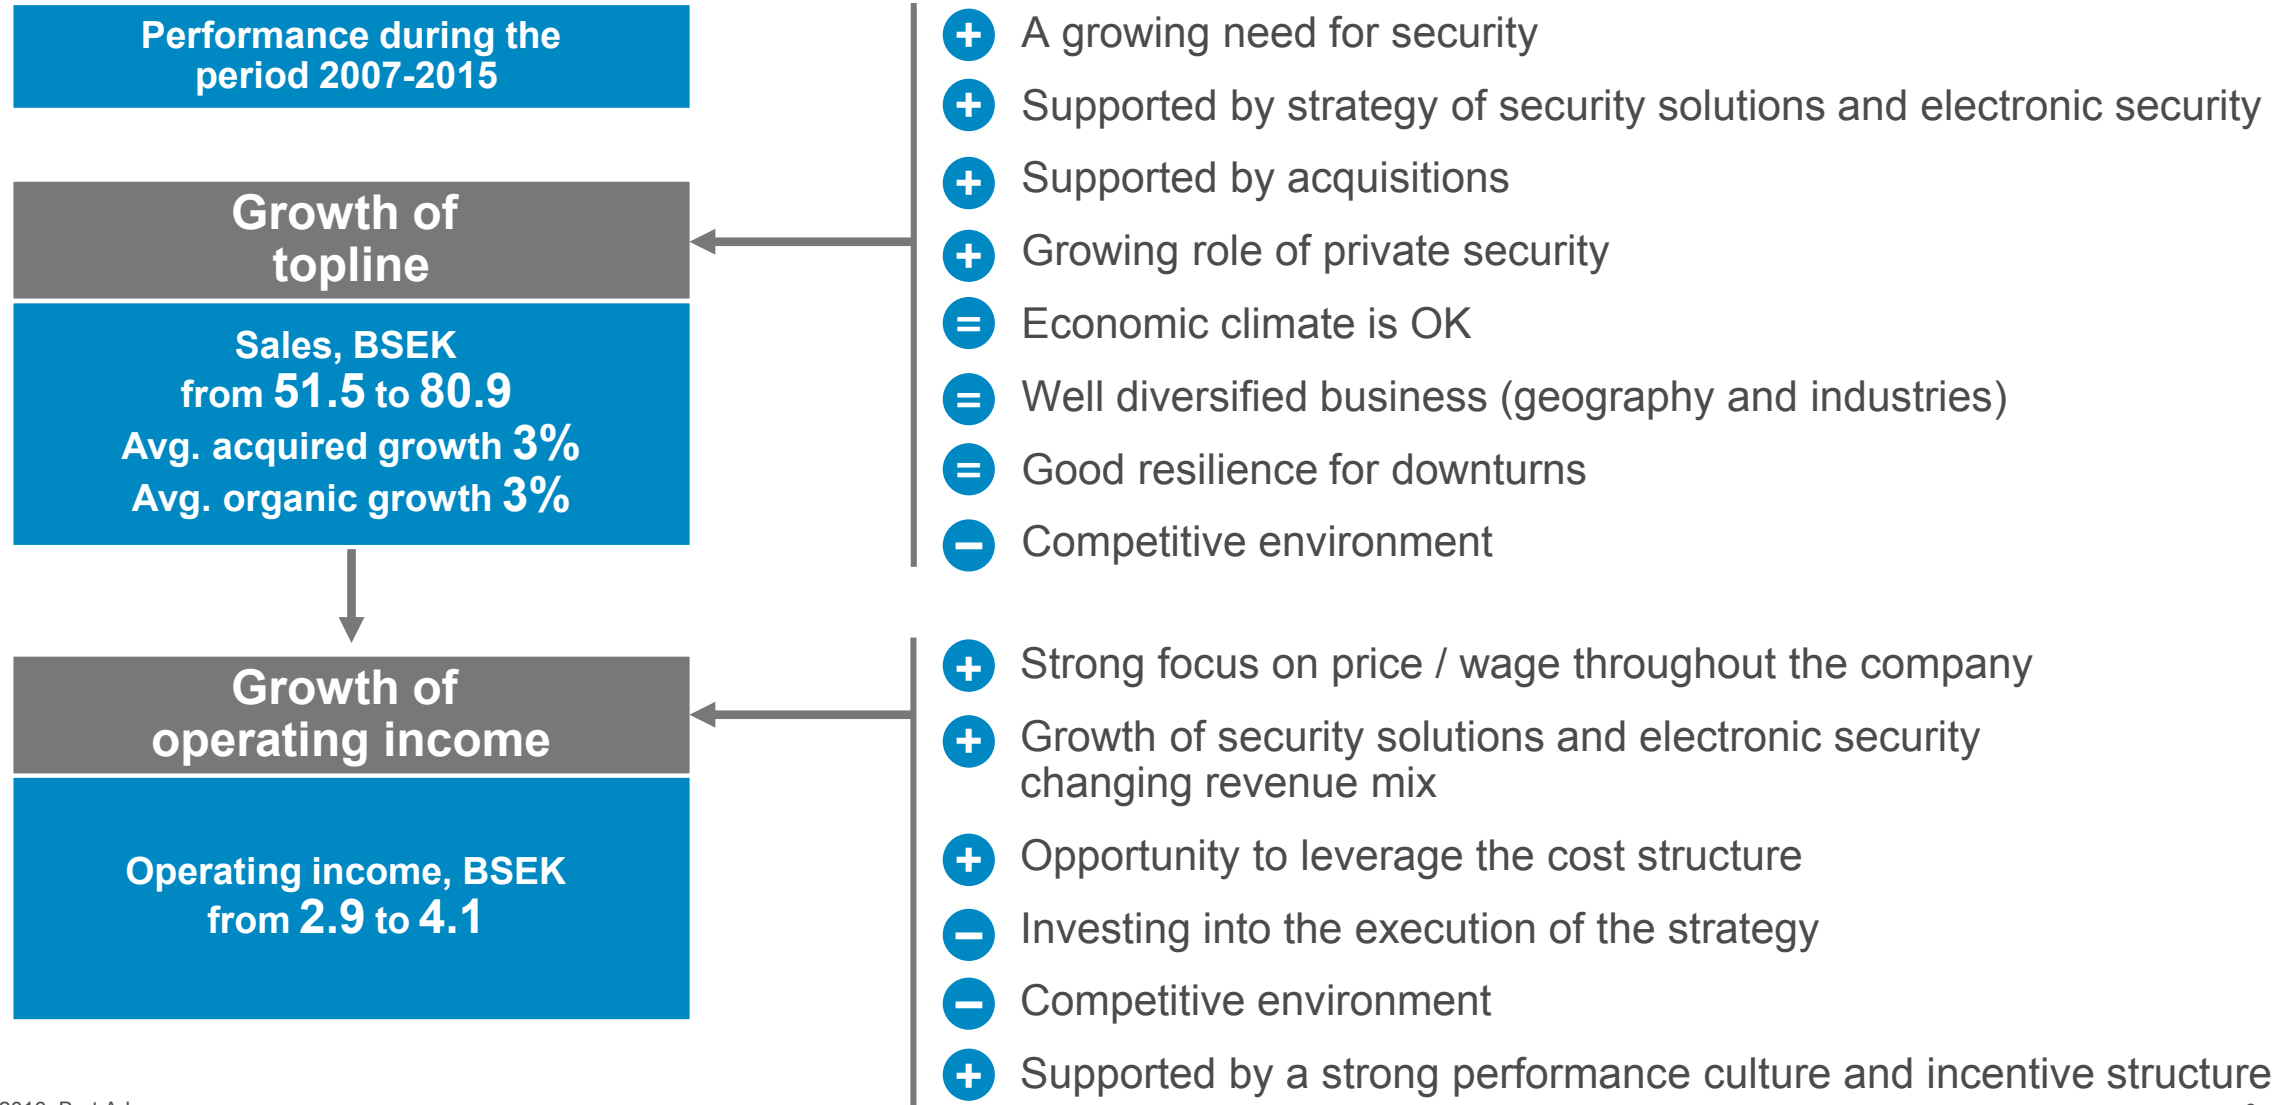 Performance during the
period 2007-2015
Growth of
topline
Sales, BSEK
from 51.5 to 80.9
Avg. acquired growth 3%
Avg. organic growth 3%
+ A growing need for security
+ Supported by strategy of security solutions and electronic security
+ Supported by acquisitions
+ Growing role of private security
= Economic climate is OK
= Well diversified business (geography and industries)
= Good resilience for downturns
− Competitive environment
Growth of
operating income
Operating income, BSEK
from 2.9 to 4.1
+ Strong focus on price / wage throughout the company
+ Growth of security solutions and electronic security
changing revenue mix
+ Opportunity to leverage the cost structure
− Investing into the execution of the strategy
− Competitive environment
+ Supported by a strong performance culture and incentive structure